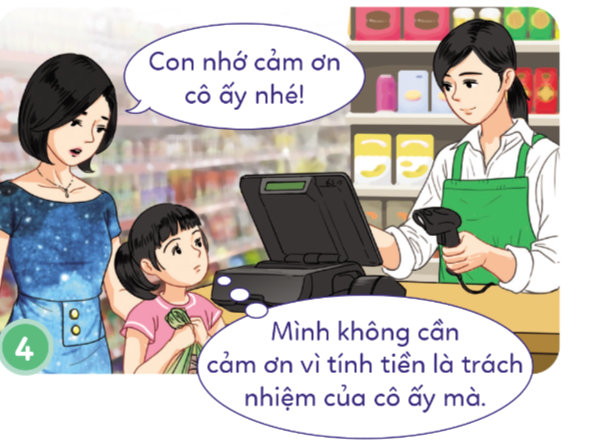 Con nhớ cảm ơn
cô ấy nhé!
Mình không cần
cảm ơn vì tính tiền là trách
nhiệm của cô ấy mà.
4